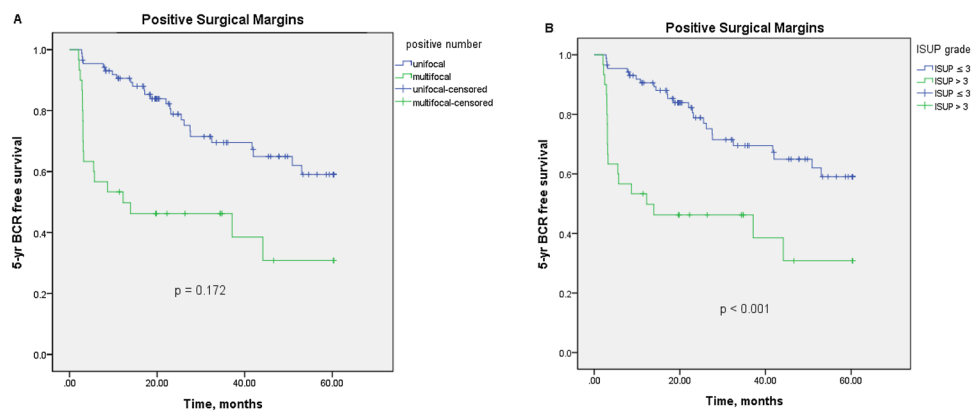 A
Positive Surgical Margins
positive number
unifocal
multifocal
unifocal-censored
multifocal-censored
1.0
0.8
0.6
0.4
0.2
0.0
5-yr BCR free survival
p = 0.172
.00
20.00
40.00
60.00
Time, months
B
Positive Surgical Margins
ISUP grade
ISUP ≤ 3
ISUP > 3
ISUP ≤ 3
ISUP > 3
1.0
0.8
0.6
0.4
0.2
0.0
5-yr BCR free survival
p < 0.001
.00
20.00
40.00
60.00
Time, months